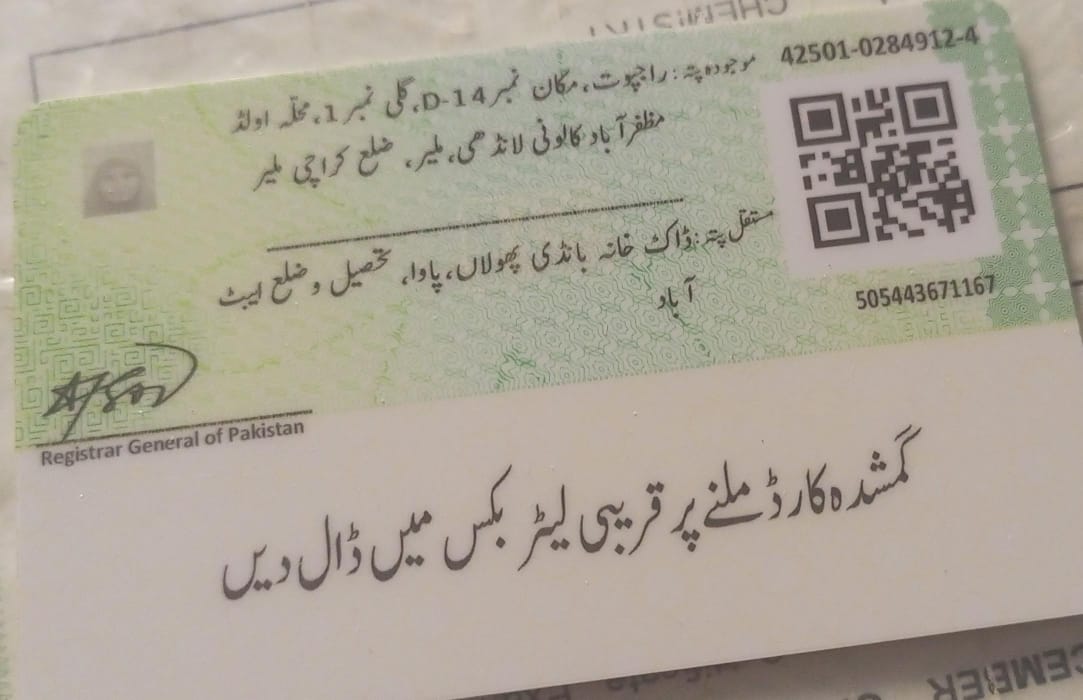 42501-0284912-4
موجودہ پتہ: راجپوت، مکان نمبر D-14، گلی نمبر 1، محلہ اولڈ
مظفر آباد کالونی لانڈھی، ملیر، ضلع کراچی ملیر
مستقل پتہ: ڈاک خانہ بانڈی پھولاں، پاوا، تحصیل و ضلع ایبٹ
آباد
505443671167
Registrar General of Pakistan
گمشدہ کارڈ ملنے پر قریبی لیٹر بکس میں ڈال دیں
CHEMISTRY